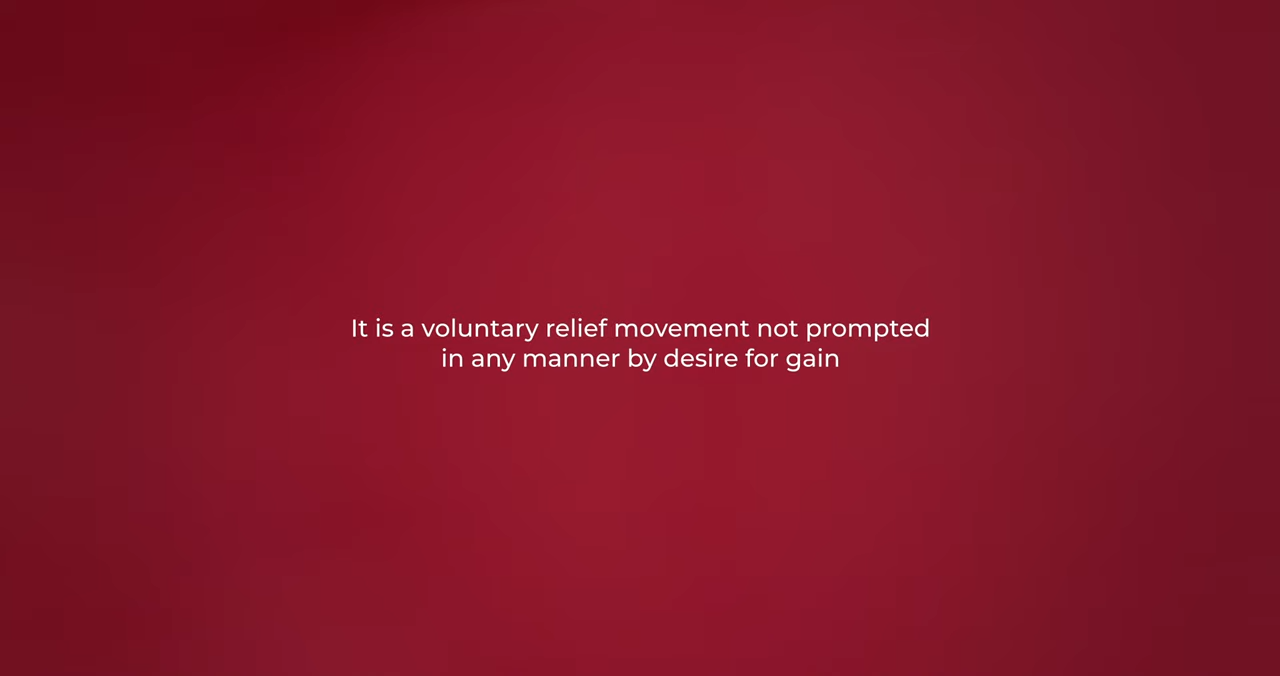 It is a voluntary relief movement not prompted
in any manner by desire for gain